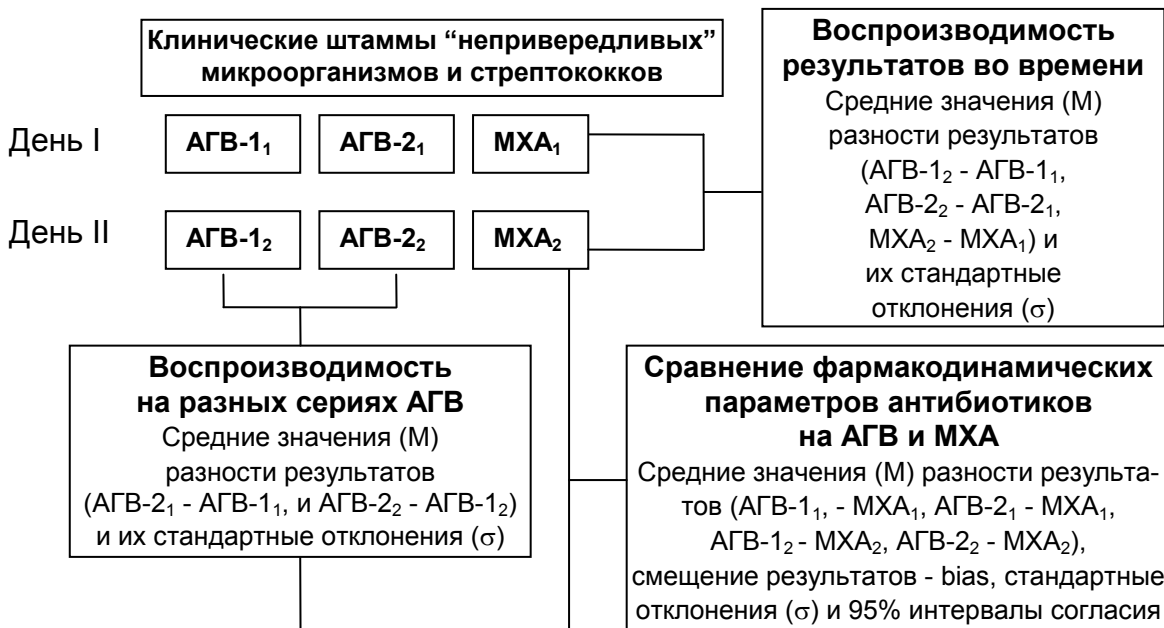 Клинические штаммы “непривередливых”
микроорганизмов и стрептококков
День I
АГВ-1₁
АГВ-2₁
МХА₁
День II
АГВ-1₂
АГВ-2₂
МХА₂
Воспроизводимость
результатов во времени
Средние значения (М)
разности результатов
(АГВ-1₂ - АГВ-1₁,
АГВ-2₂ - АГВ-2₁,
МХА₂ - МХА₁) и
их стандартные
отклонения (σ)
Воспроизводимость
на разных сериях АГВ
Средние значения (М)
разности результатов
(АГВ-2₁ - АГВ-1₁, и АГВ-2₂ - АГВ-1₂)
и их стандартные отклонения (σ)
Сравнение фармакодинамических
параметров антибиотиков
на АГВ и МХА
Средние значения (М) разности результа-
тов (АГВ-1₁, - МХА₁, АГВ-2₁ - МХА₁,
АГВ-1₂ - МХА₂, АГВ-2₂ - МХА₂),
смещение результатов - bias, стандартные
отклонения (σ) и 95% интервалы согласия